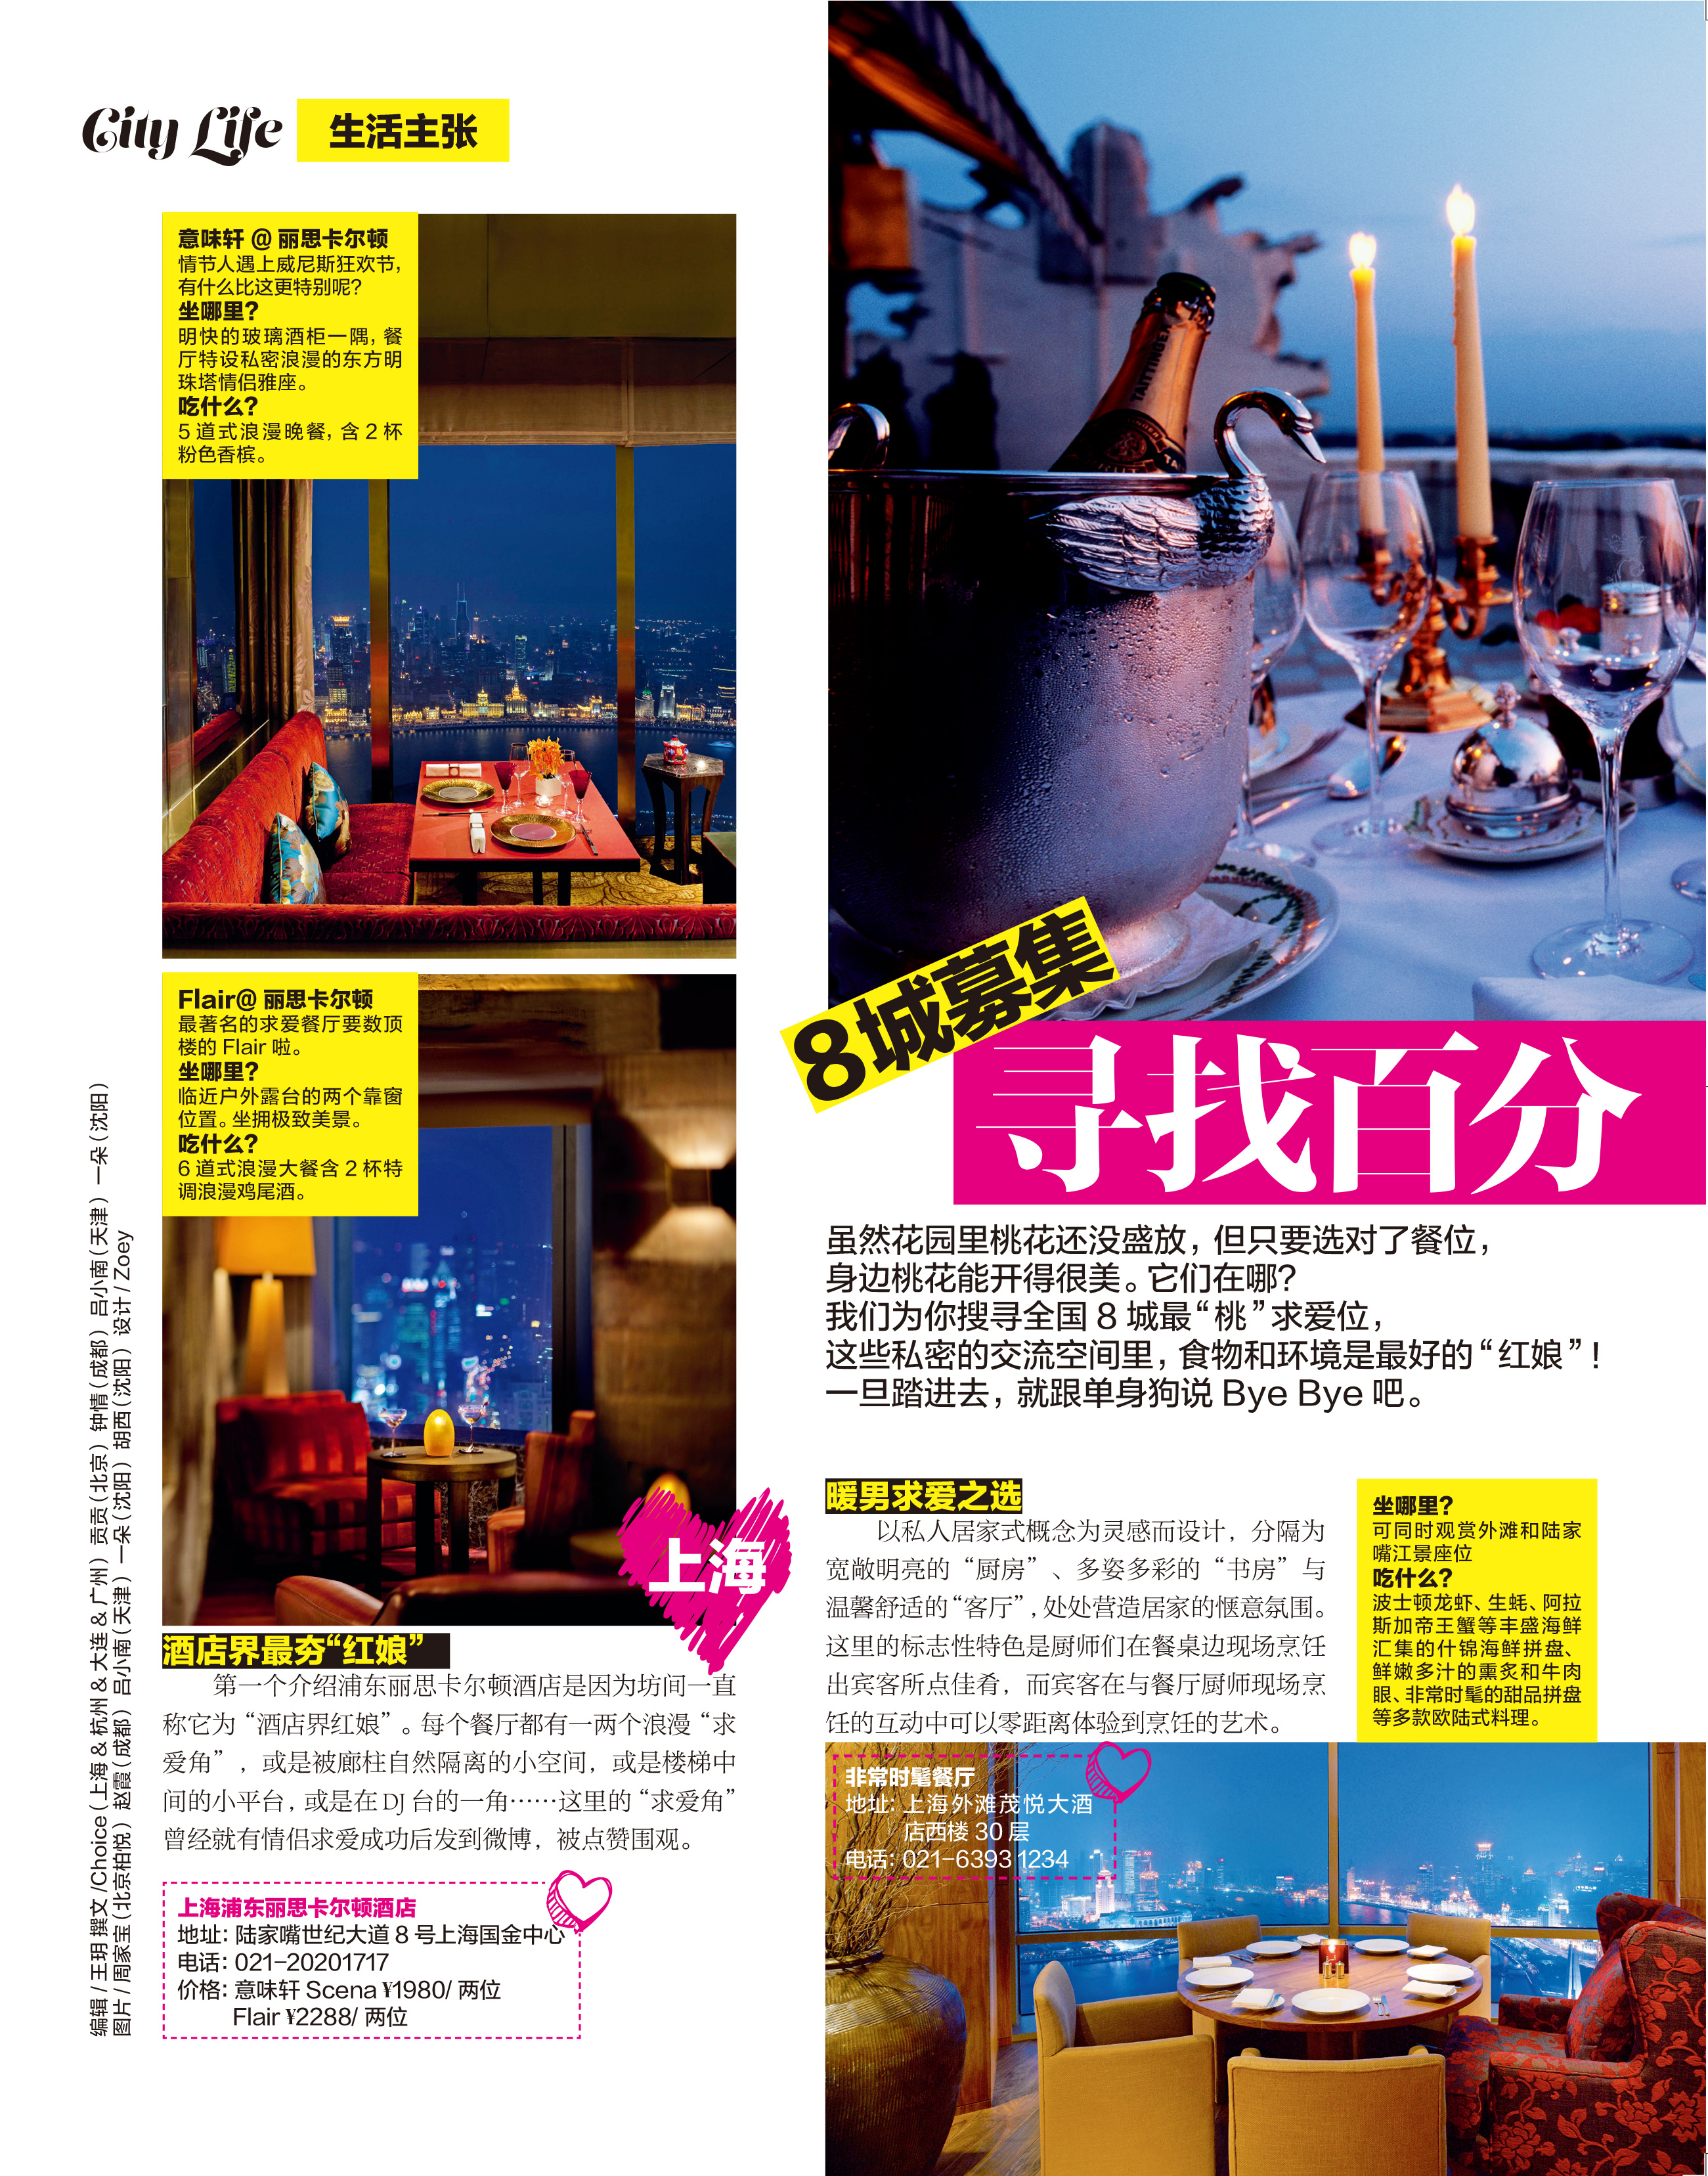 City Life 生活主张
意味轩 @ 丽思卡尔顿
情节人遇上威尼斯狂欢节，
有什么比这更特别呢？
坐哪里？
明快的玻璃酒柜一隅，餐
厅特设私密浪漫的东方明
珠塔情侣雅座。
吃什么？
5 道式浪漫晚餐，含 2 杯
粉色香槟。
Flair@ 丽思卡尔顿
最著名的求爱餐厅要数顶
楼的 Flair 啦。
坐哪里？
临近户外露台的两个靠窗
位置。坐拥极致美景。
吃什么？
6 道式浪漫大餐含 2 杯特
调浪漫鸡尾酒。
上海
酒店界最夯“红娘”
第一个介绍浦东丽思卡尔顿酒店是因为坊间一直
称它为“酒店界红娘”。每个餐厅都有一两个浪漫“求
爱角”，或是被廊柱自然隔离的小空间，或是楼梯中
间的小平台，或是在 DJ 台的一角……这里的“求爱角”
曾经就有情侣求爱成功后发到微博，被点赞围观。
上海浦东丽思卡尔顿酒店
地址：陆家嘴世纪大道 8 号上海国金中心
电话：021-20201717
价格：意味轩 Scena ¥1980/ 两位
Flair ¥2288/ 两位
编辑 / 王玥 撰文 /Choice（上海 & 杭州 & 大连 & 广州） 贡贡（北京） 钟情（成都） 吕小南（天津） 一朵（沈阳）
图片 / 周家宝（北京柏悦） 赵霞（成都） 吕小南（天津） 一朵（沈阳） 胡西（沈阳） 设计 / Zoey
TAITTINGER
8城募集
寻找百分
虽然花园里桃花还没盛放，但只要选对了餐位，
身边桃花能开得很美。它们在哪？
我们为你搜寻全国 8 城最“桃”求爱位，
这些私密的交流空间里，食物和环境是最好的“红娘”！
一旦踏进去，就跟单身狗说 Bye Bye 吧。
暖男求爱之选
以私人居家式概念为灵感而设计，分隔为
宽敞明亮的“厨房”、多姿多彩的“书房”与
温馨舒适的“客厅”，处处营造居家的惬意氛围。
这里的标志性特色是厨师们在餐桌边现场烹饪
出宾客所点佳肴，而宾客在与餐厅厨师现场烹
饪的互动中可以零距离体验到烹饪的艺术。
坐哪里？
可同时观赏外滩和陆家
嘴江景座位
吃什么？
波士顿龙虾、生蚝、阿拉
斯加帝王蟹等丰盛海鲜
汇集的什锦海鲜拼盘、
鲜嫩多汁的熏炙和牛肉
眼、非常时髦的甜品拼盘
等多款欧陆式料理。
非常时髦餐厅
地址：上海外滩茂悦大酒
店西楼 30 层
电话：021-6393 1234